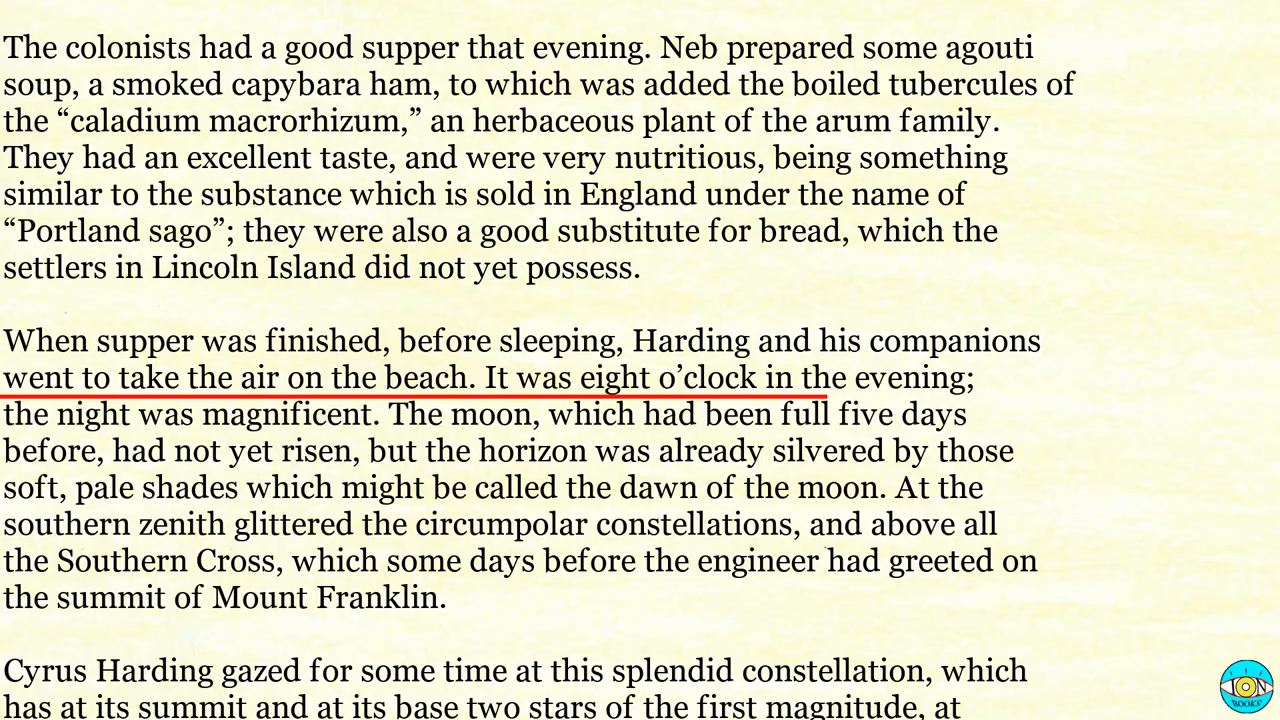 The colonists had a good supper that evening. Neb prepared some agouti
soup, a smoked capybara ham, to which was added the boiled tubercules of
the “caladium macrorhizum,” an herbaceous plant of the arum family.
They had an excellent taste, and were very nutritious, being something
similar to the substance which is sold in England under the name of
“Portland sago”; they were also a good substitute for bread, which the
settlers in Lincoln Island did not yet possess.
When supper was finished, before sleeping, Harding and his companions
went to take the air on the beach. It was eight o’clock in the evening;
the night was magnificent. The moon, which had been full five days
before, had not yet risen, but the horizon was already silvered by those
soft, pale shades which might be called the dawn of the moon. At the
southern zenith glittered the circumpolar constellations, and above all
the Southern Cross, which some days before the engineer had greeted on
the summit of Mount Franklin.
Cyrus Harding gazed for some time at this splendid constellation, which
has at its summit and at its base two stars of the first magnitude, at
ION
BOOKS